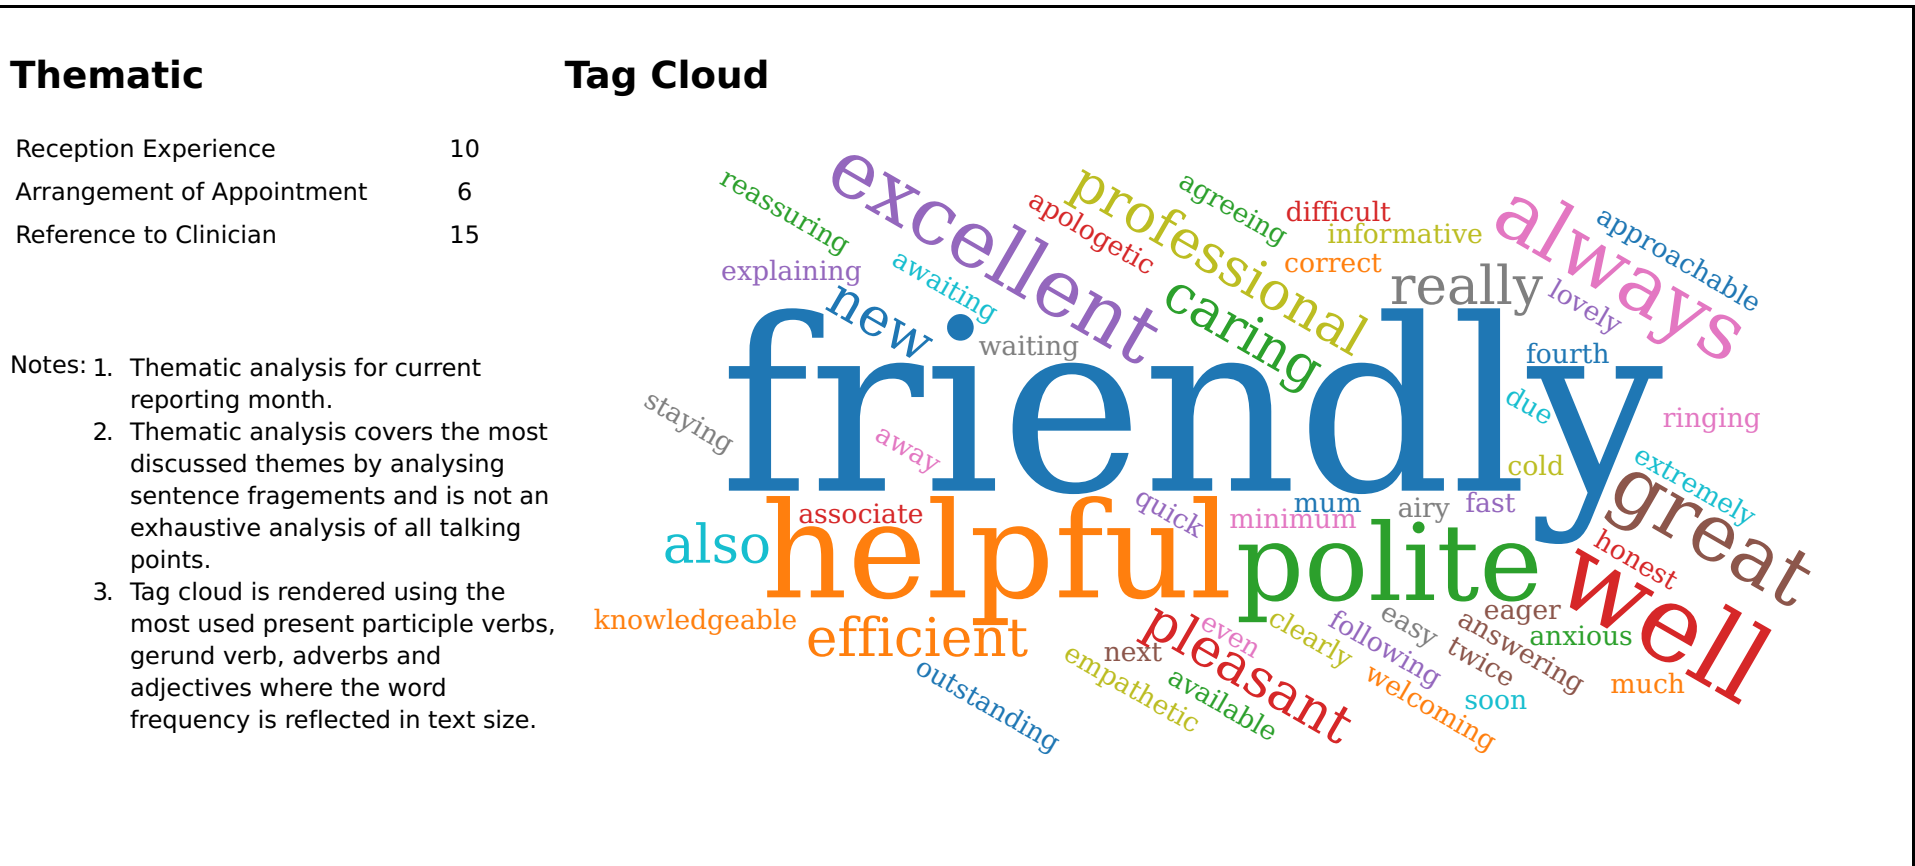 Thematic
Reception Experience 10
Arrangement of Appointment 6
Reference to Clinician 15
Notes: 1. Thematic analysis for current
reporting month.
2. Thematic analysis covers the most
discussed themes by analysing
sentence fragements and is not an
exhaustive analysis of all talking
points.
3. Tag cloud is rendered using the
most used present participle verbs,
gerund verb, adverbs and
adjectives where the word
frequency is reflected in text size.
Tag Cloud
reassuring
excellent
apologetic
professional
agreeing
difficult
informative
always
approachable
explaining
awaiting
correct
really
lovely
new
waiting
caring
friendly
fourth
staying
away
due
ringing
cold
extremely
great
associate
quick
minimum
mum
airy
fast
also
helpful
polite
honest
well
knowledgeable
efficient
outstanding
next
even
pleasant
empathetic
available
clearly
following
easy
eager
answering
anxious
twice
welcoming
soon
much